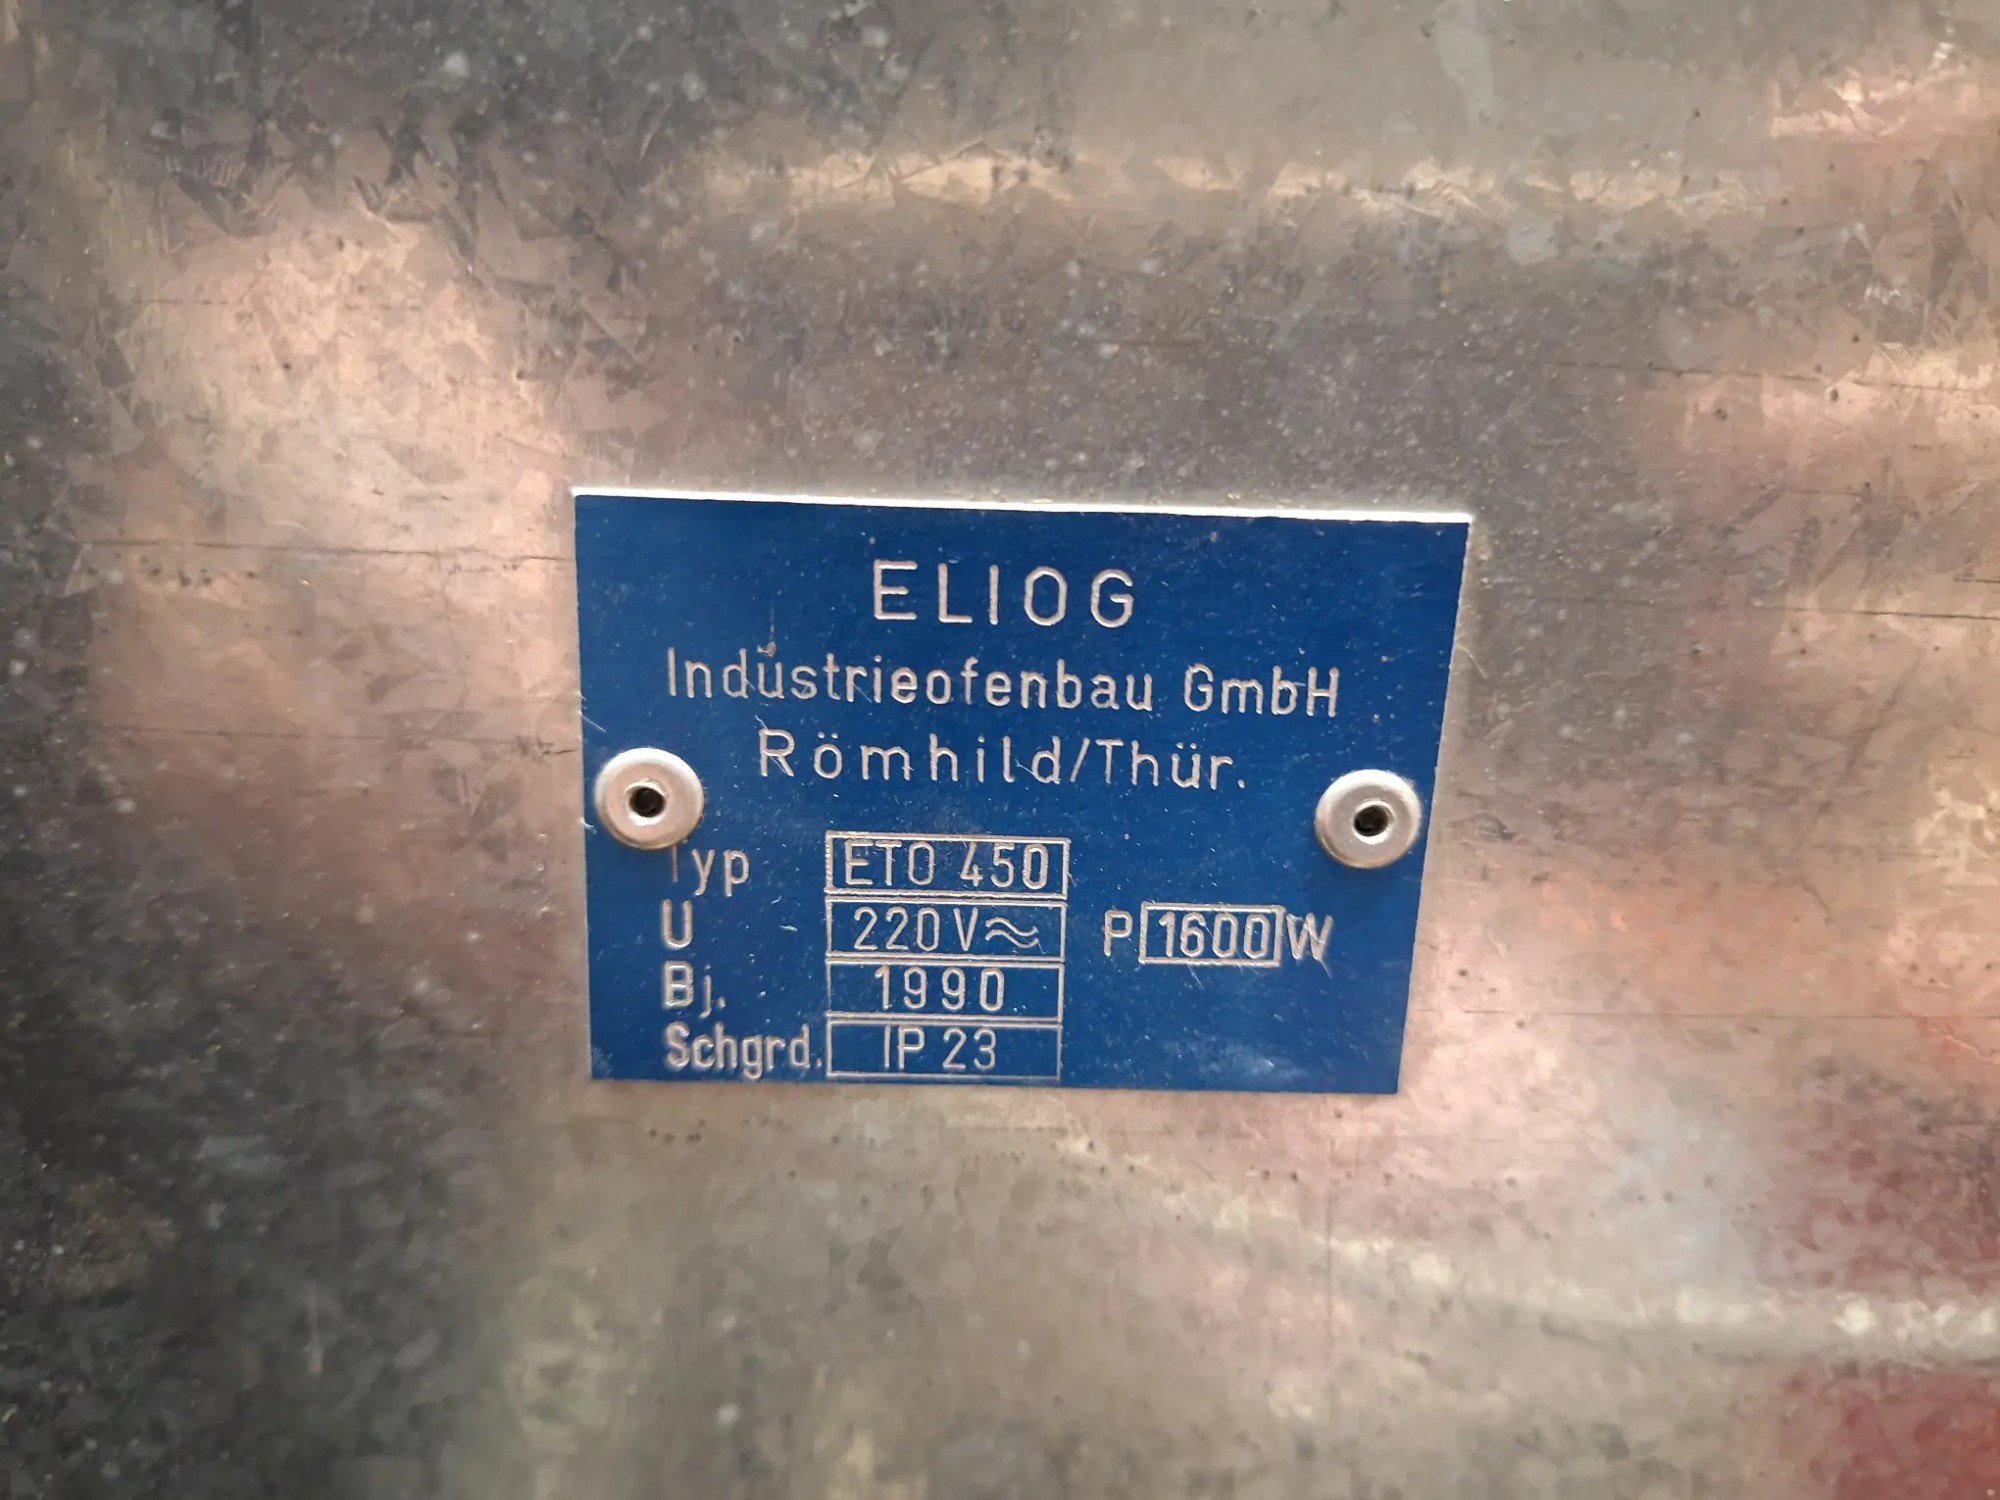 ELIOG
Industrieofenbau GmbH
Römhild/Thür.
Typ ETO 450
U 220V≈ P 1600 W
Bj. 1990
Schgrd. IP 23